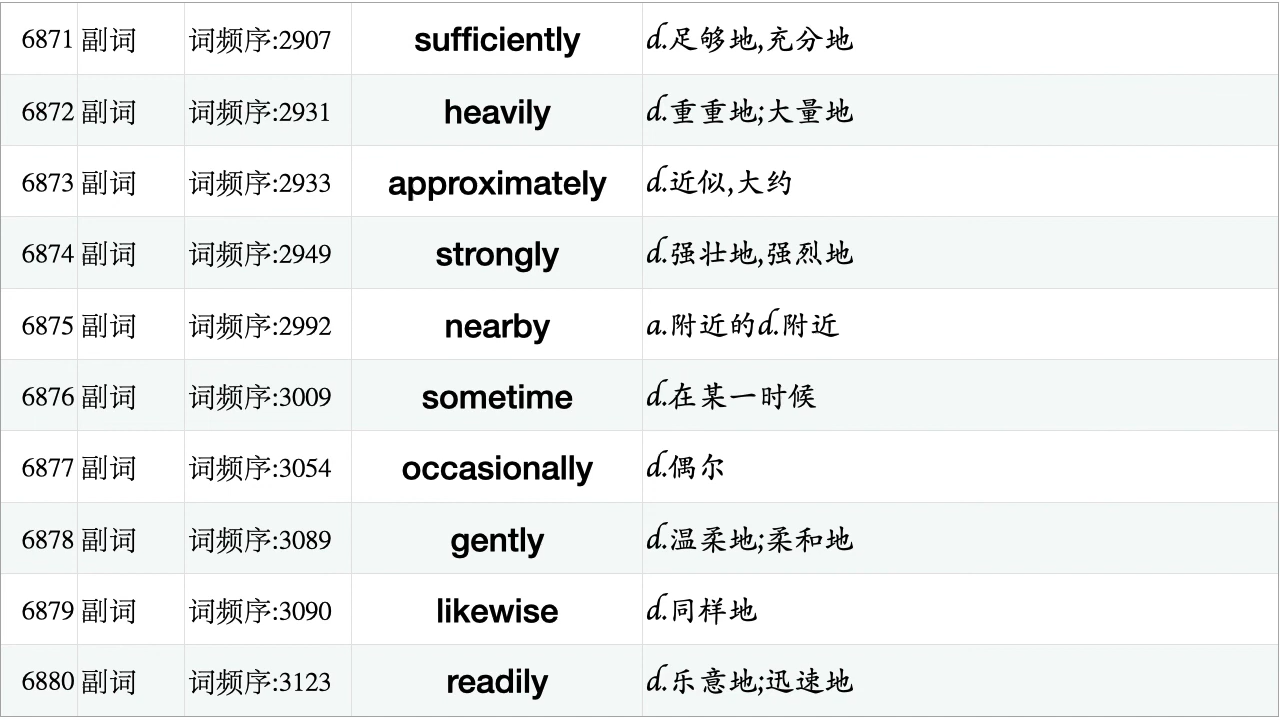 6871 副词 词频序:2907 sufficiently d.足够地,充分地
6872 副词 词频序:2931 heavily d.重重地;大量地
6873 副词 词频序:2933 approximately d.近似,大约
6874 副词 词频序:2949 strongly d.强壮地,强烈地
6875 副词 词频序:2992 nearby a.附近的d.附近
6876 副词 词频序:3009 sometime d.在某一时候
6877 副词 词频序:3054 occasionally d.偶尔
6878 副词 词频序:3089 gently d.温柔地;柔和地
6879 副词 词频序:3090 likewise d.同样地
6880 副词 词频序:3123 readily d.乐意地;迅速地